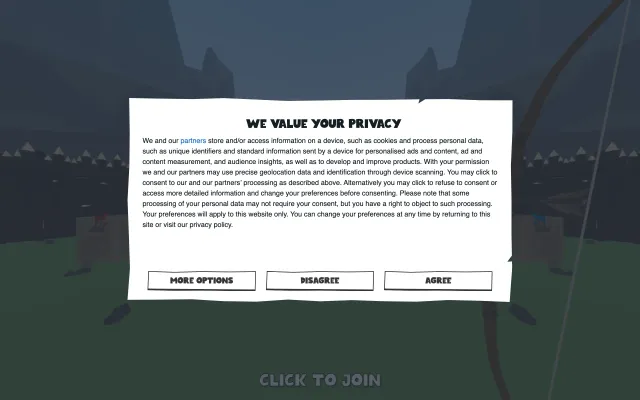 WE VALUE YOUR PRIVACY
We and our partners store and/or access information on a device, such as cookies and process personal data,
such as unique identifiers and standard information sent by a device for personalised ads and content, ad and
content measurement, and audience insights, as well as to develop and improve products. With your permission
we and our partners may use precise geolocation data and identification through device scanning. You may click to
consent to our and our partners' processing as described above. Alternatively you may click to refuse to consent or
access more detailed information and change your preferences before consenting. Please note that some
processing of your personal data may not require your consent, but you have a right to object to such processing.
Your preferences will apply to this website only. You can change your preferences at any time by returning to this
site or visit our privacy policy.
MORE OPTIONS
DISAGREE
AGREE
CLICK TO JOIN